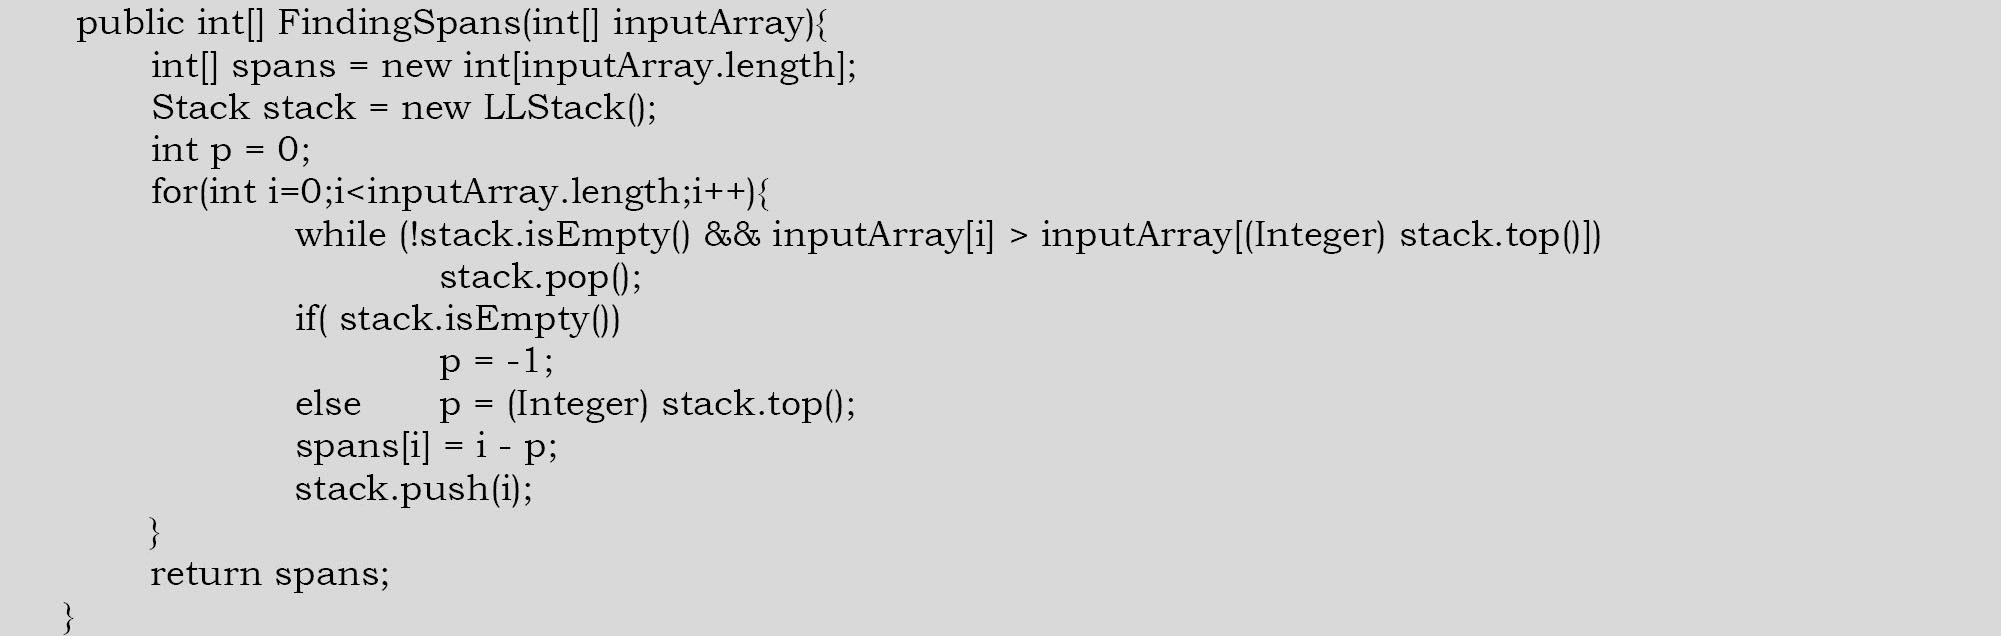 public int[] FindingSpans(int[] inputArray){
int[] spans = new int[inputArray.length];
Stack stack = new LLStack();
int p = 0;
for(int i=0;i<inputArray.length;i++){
while (!stack.isEmpty() && inputArray[i] > inputArray[(Integer) stack.top()])
stack.pop();
if( stack.isEmpty())
p = -1;
else p = (Integer) stack.top();
spans[i] = i - p;
stack.push(i);
}
return spans;
}